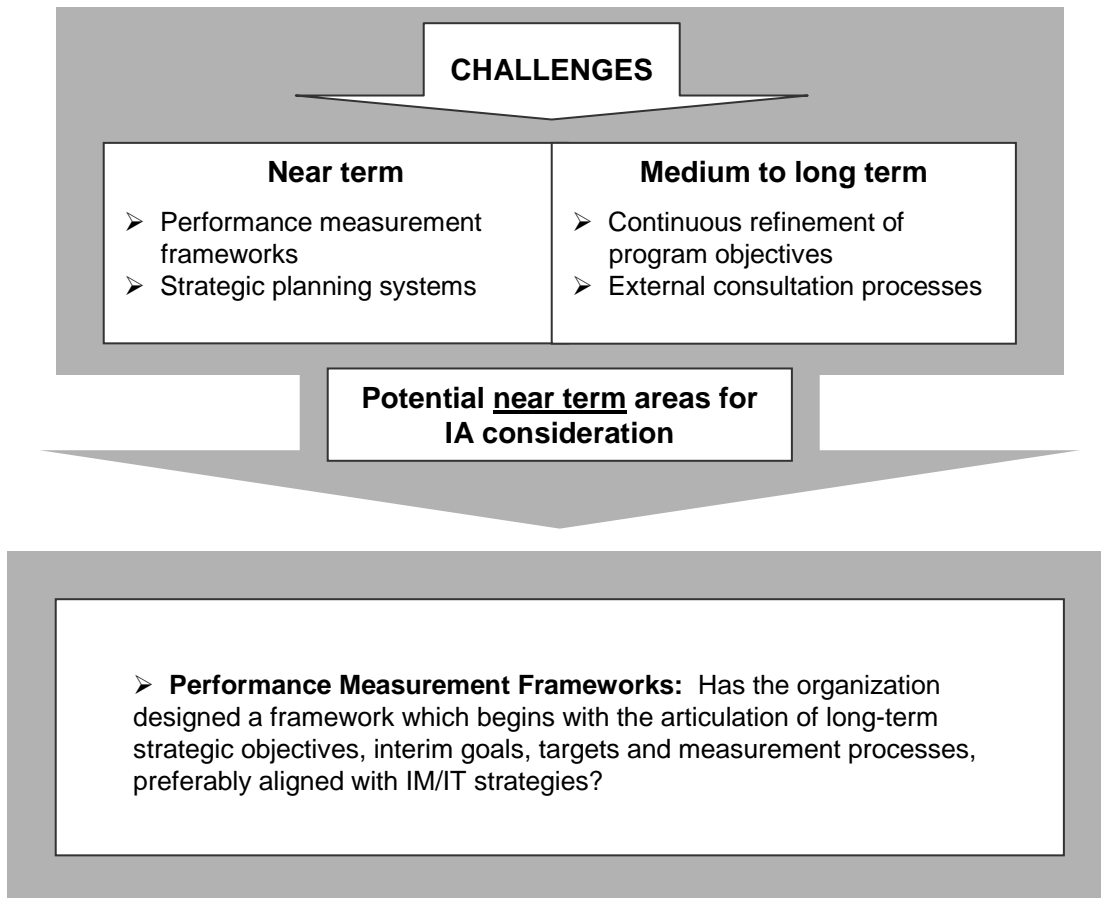 CHALLENGES
Near term
➢ Performance measurement
frameworks
➢ Strategic planning systems
Medium to long term
➢ Continuous refinement of
program objectives
➢ External consultation processes
Potential near term areas for
IA consideration
➢ Performance Measurement Frameworks: Has the organization
designed a framework which begins with the articulation of long-term
strategic objectives, interim goals, targets and measurement processes,
preferably aligned with IM/IT strategies?